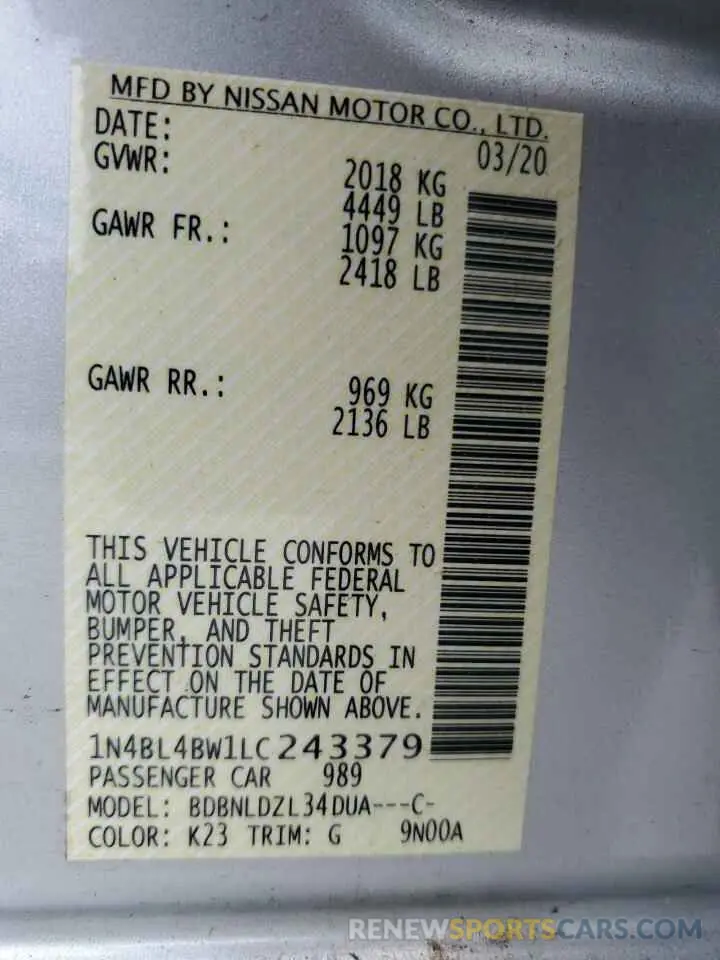 MFD BY NISSAN MOTOR CO., LTD.
DATE: 03/20
GVWR: 2018 KG
4449 LB
GAWR FR.: 1097 KG
2418 LB
GAWR RR.: 969 KG
2136 LB
THIS VEHICLE CONFORMS TO
ALL APPLICABLE FEDERAL
MOTOR VEHICLE SAFETY,
BUMPER, AND THEFT
PREVENTION STANDARDS IN
EFFECT ON THE DATE OF
MANUFACTURE SHOWN ABOVE.
1N4BL4BW1LC243379
PASSENGER CAR 989
MODEL: BDBNLDZL34DUA---C-
COLOR: K23 TRIM: G 9N00A
RENEWSPORTSCARS.COM